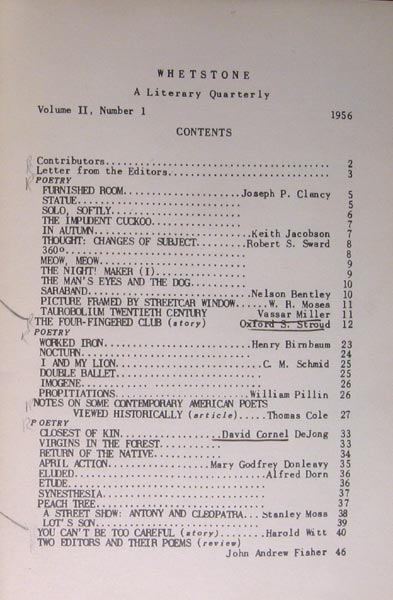 WHETSTONE
A Literary Quarterly
Volume II, Number 1 1956
CONTENTS
Contributors........................................ 2
Letter from the Editors............................. 3
POETRY
FURNISHED ROOM....................Joseph P. Clancy 5
STATUE.............................. 5
SOLO, SOFTLY........................ 6
THE IMPUDENT CUCKOO................. 7
IN AUTUMN...........................Keith Jacobson 7
THOUGHT: CHANGES OF SUBJECT........Robert S. Sward 8
360o................................ 8
MEOW, MEOW.......................... 9
THE NIGHT! MAKER (I)................ 9
THE MAN'S EYES AND THE DOG.......... 10
SARABAND............................Nelson Bentley 10
PICTURE FRAMED BY STREETCAR WINDOW.....W. R. Moses 11
TAUROBOLIUM TWENTIETH CENTURY Vassar Miller 11
THE FOUR-FINGERED CLUB (story) Oxford S. Stroud 12
POETRY
WORKED IRON.........................Henry Birnbaum 23
NOCTURN............................. 24
I AND MY LION.......................C. M. Schmid 25
DOUBLE BALLET....................... 25
IMOGENE............................. 26
PROPITIATIONS.......................William Pillin 26
NOTES ON SOME CONTEMPORARY AMERICAN POETS
VIEWED HISTORICALLY (article).....Thomas Cole 27
POETRY
CLOSEST OF KIN...............David Cornel DeJong 33
VIRGINS IN THE FOREST............... 33
RETURN OF THE NATIVE................ 34
APRIL ACTION...............Mary Godfrey Donleavy 35
ELUDED..............................Alfred Dorn 36
ETUDE............................... 36
SYNESTHESIA......................... 37
PEACH TREE.......................... 37
A STREET SHOW: ANTONY AND CLEOPATRA...Stanley Moss 38
LOT'S SON........................... 39
YOU CAN'T BE TOO CAREFUL (story).......Harold Witt 40
TWO EDITORS AND THEIR POEMS (review)
John Andrew Fisher 46